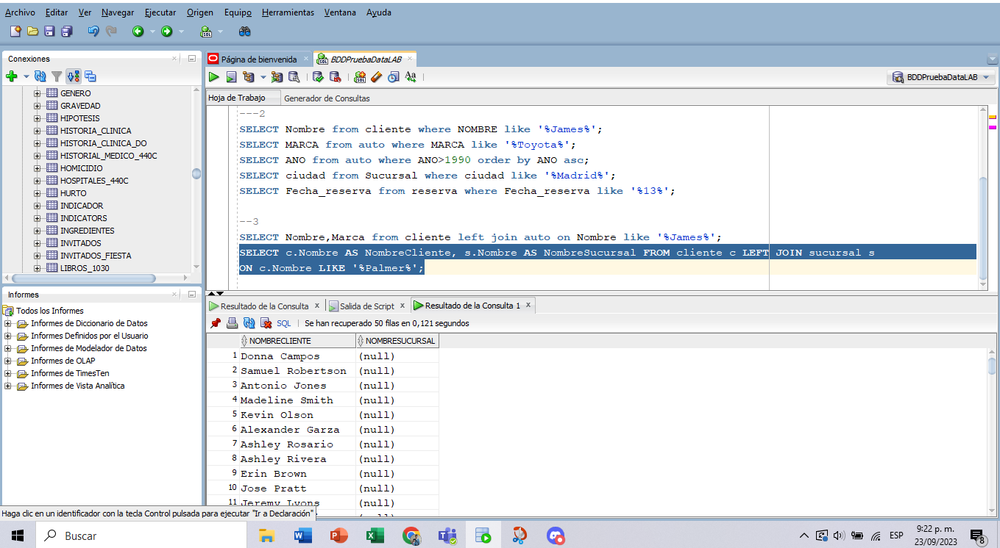 Archivo Editar Ver Navegar Ejecutar Origen Equipo Herramientas Ventana Ayuda
Conexiones
GENERO
GRAVEDAD
HIPOTESIS
HISTORIA_CLINICA
HISTORIA_CLINICA_DO
HISTORIAL_MEDICO_440C
HOMICIDIO
HOSPITALES_440C
HURTO
INDICADOR
INDICATORS
INGREDIENTES
INVITADOS
INVITADOS_FIESTA
LIBROS_1030
Informes
Todos los Informes
Informes de Diccionario de Datos
Informes Definidos por el Usuario
Informes de Modelador de Datos
Informes de OLAP
Informes de TimesTen
Informes de Vista Analítica
Página de bienvenida
BDDPruebaDataLAB
BDDPruebaDataLAB
Hoja de Trabajo Generador de Consultas
---2
SELECT Nombre from cliente where NOMBRE like '%James%';
SELECT MARCA from auto where MARCA like '%Toyota%';
SELECT ANO from auto where ANO>1990 order by ANO asc;
SELECT ciudad from Sucursal where ciudad like '%Madrid%';
SELECT Fecha_reserva from reserva where Fecha_reserva like '%13%';
--3
SELECT Nombre,Marca from cliente left join auto on Nombre like '%James%';
SELECT c.Nombre AS NombreCliente, s.Nombre AS NombreSucursal FROM cliente c LEFT JOIN sucursal s
ON c.Nombre LIKE '%Palmer%';
Resultado de la Consulta x Salida de Script x Resultado de la Consulta 1 x
SQL Se han recuperado 50 filas en 0,121 segundos
NOMBRECLIENTE NOMBRESUCURSAL
1 Donna Campos (null)
2 Samuel Robertson (null)
3 Antonio Jones (null)
4 Madeline Smith (null)
5 Kevin Olson (null)
6 Alexander Garza (null)
7 Ashley Rosario (null)
8 Ashley Rivera (null)
9 Erin Brown (null)
10 Jose Pratt (null)
11 Jeremy Lyons (null)
Haga clic en un identificador con la tecla Control pulsada para ejecutar "Ir a Declaración"
Buscar
ESP
9:22 p. m.
23/09/2023
8